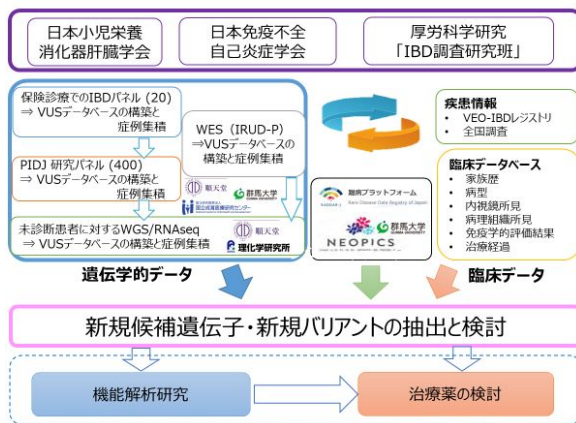 日本小児栄養
消化器肝臓学会
日本免疫不全
自己炎症学会
厚労科学研究
「IBD調査研究班」
保険診療でのIBDパネル (20)
⇒ VUSデータベースの構築と
症例集積
WES（IRUD-P）
⇒VUSデータベースの
構築と症例集積
PIDJ 研究パネル (400)
⇒ VUSデータベースの構築と
症例集積
順天堂
群馬大学
国立成育医療研究センター
未診断患者に対するWGS/RNAseq
⇒ VUSデータベースの構築と症例集積
順天堂
理化学研究所
疾患情報
• VEO-IBDレジストリ
• 全国調査
臨床データベース
• 家族歴
• 病型
• 内視鏡所見
• 病理組織所見
• 免疫学的評価結果
• 治療経過
Rare Disease Data Registry of Japan
群馬大学
NEOPICS
遺伝学的データ
臨床データ
新規候補遺伝子・新規バリアントの抽出と検討
機能解析研究
治療薬の検討